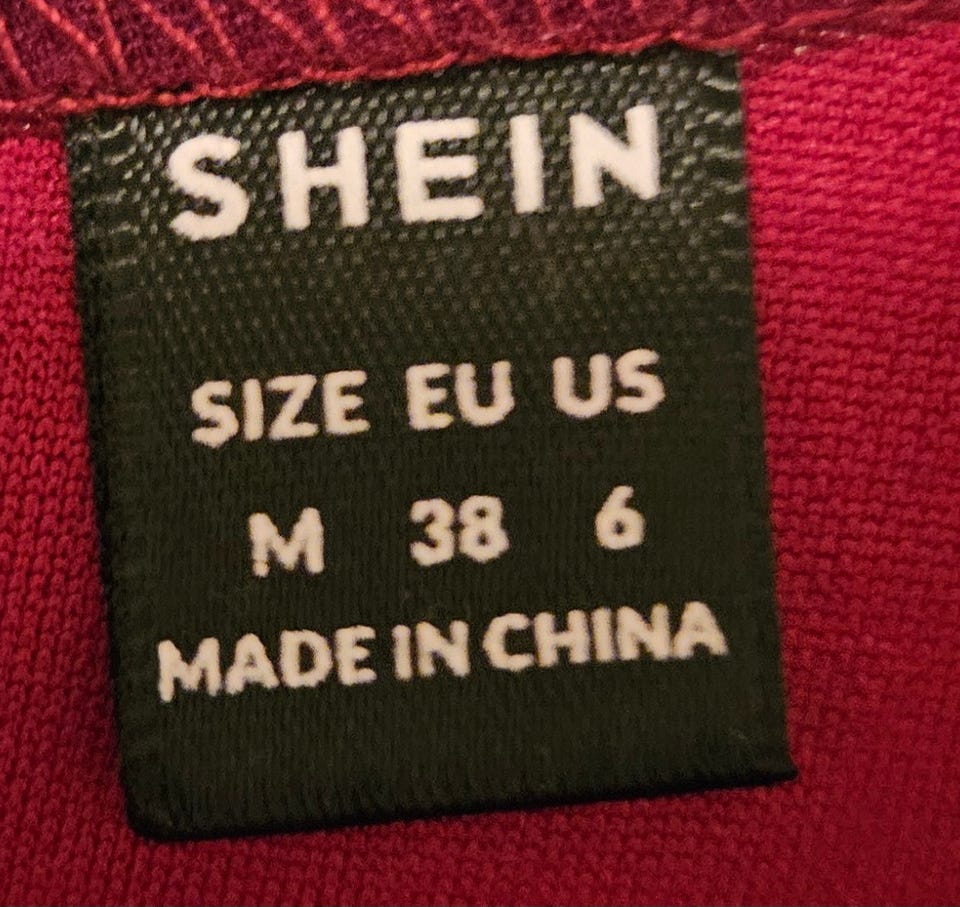 SHEIN
SIZE EU US
M 38 6
MADE IN CHINA